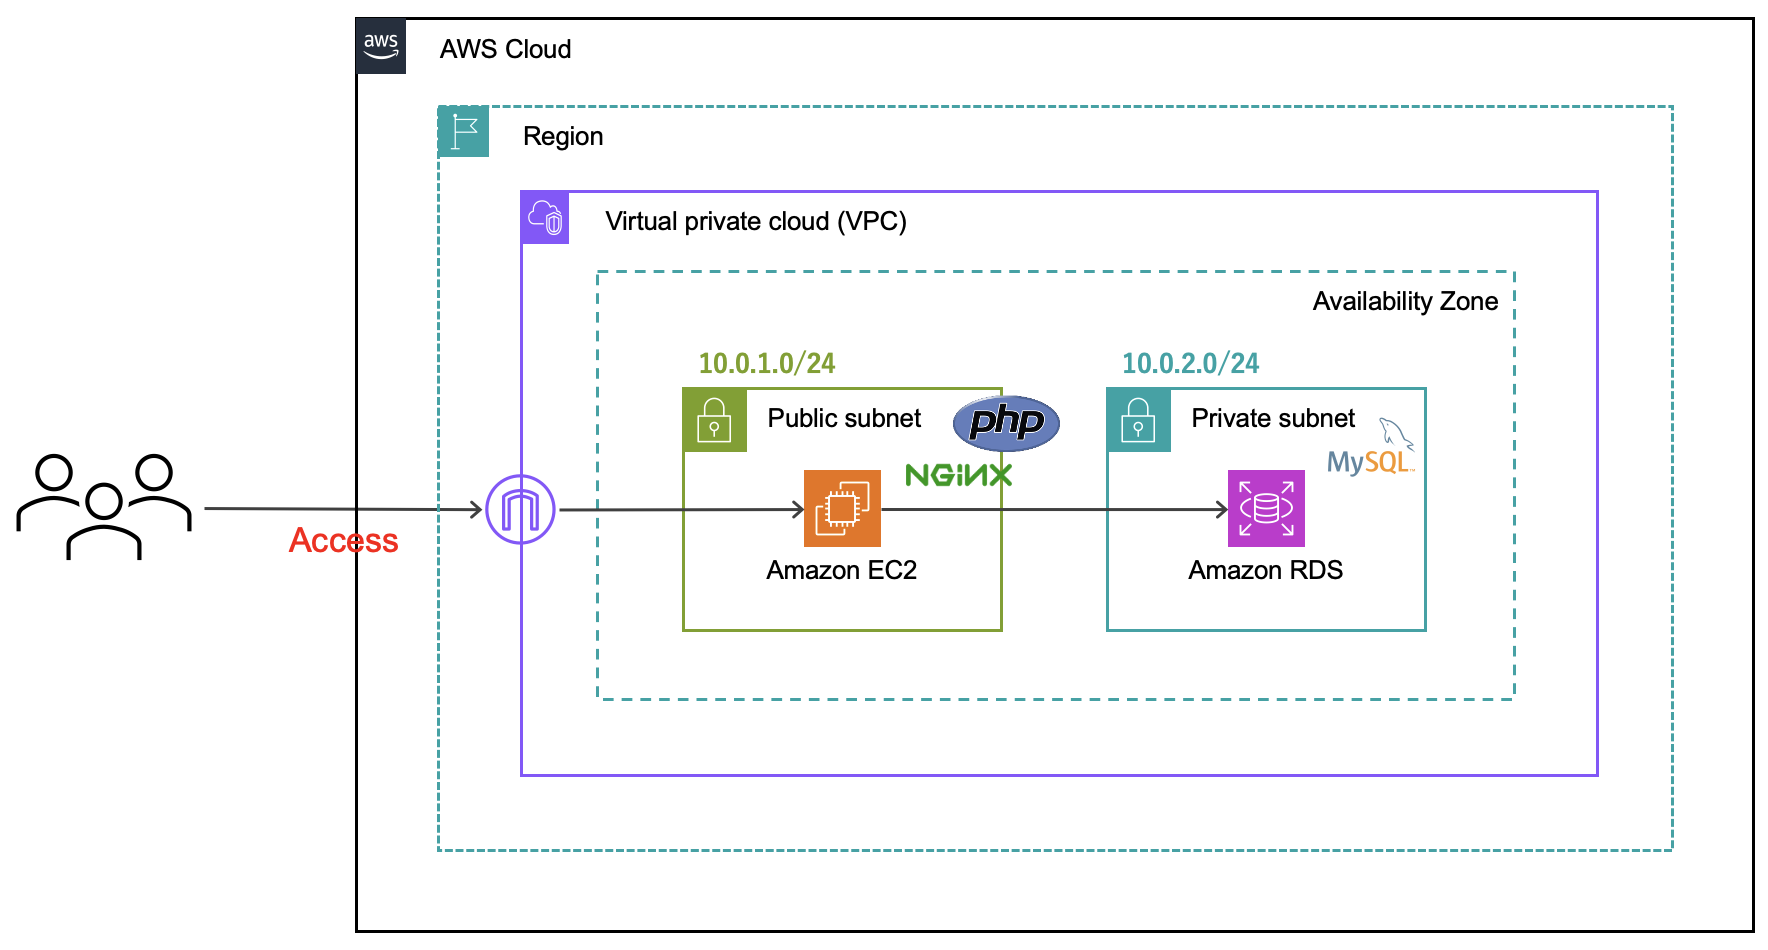 aws
AWS Cloud
Region
Virtual private cloud (VPC)
Availability Zone
10.0.1.0/24
10.0.2.0/24
Public subnet
php
Private subnet
MySQL
NGiNX
Access
Amazon EC2
Amazon RDS